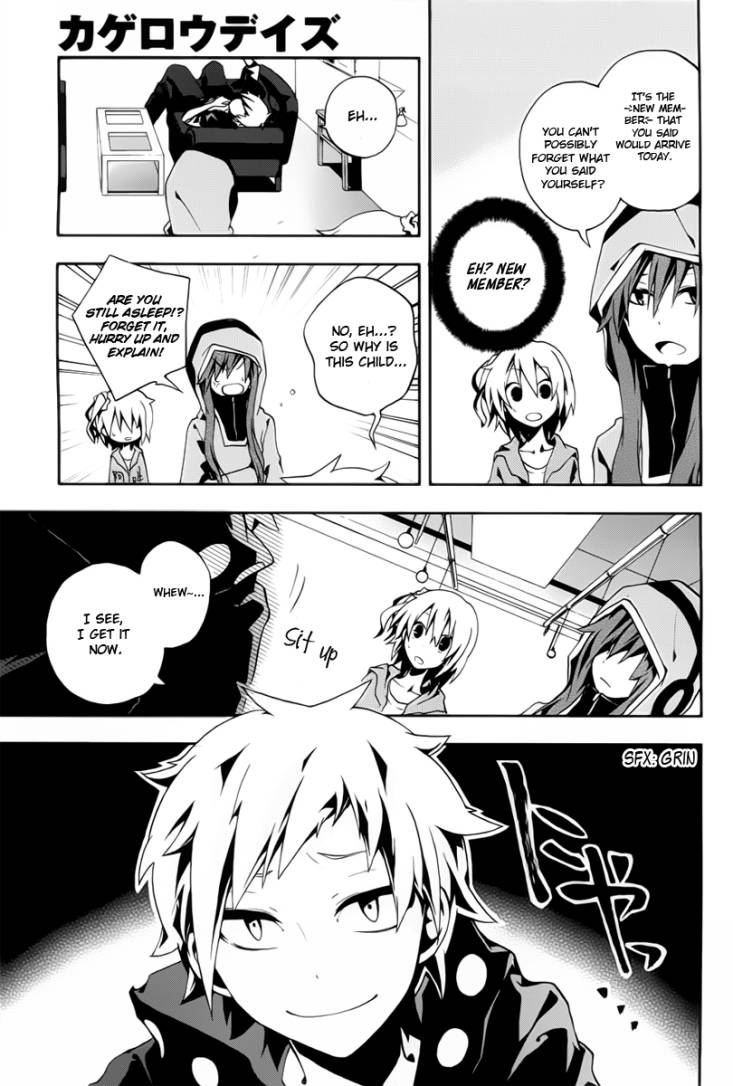 カゲロウデイズ
IT'S THE
→NEW MEM-
BER← THAT
YOU SAID
WOULD ARRIVE
TODAY.
YOU CAN'T
POSSIBLY
FORGET WHAT
YOU SAID
YOURSELF?
EH? NEW
MEMBER?
EH...
NO, EH...?
SO WHY IS
THIS CHILD...
ARE YOU
STILL ASLEEP!?
FORGET IT,
HURRY UP AND
EXPLAIN!
Sit up
WHEW~...
I SEE,
I GET IT
NOW.
SFX: GRIN
ニヤッ